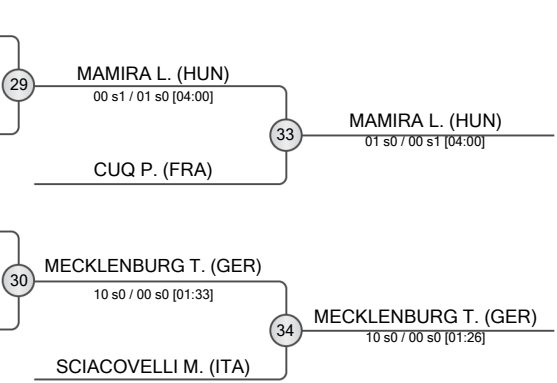 29
MAMIRA L. (HUN)
00 s1 / 01 s0 [04:00]
33
MAMIRA L. (HUN)
01 s0 / 00 s1 [04:00]
CUQ P. (FRA)
30
MECKLENBURG T. (GER)
10 s0 / 00 s0 [01:33]
34
MECKLENBURG T. (GER)
10 s0 / 00 s0 [01:26]
SCIACOVELLI M. (ITA)